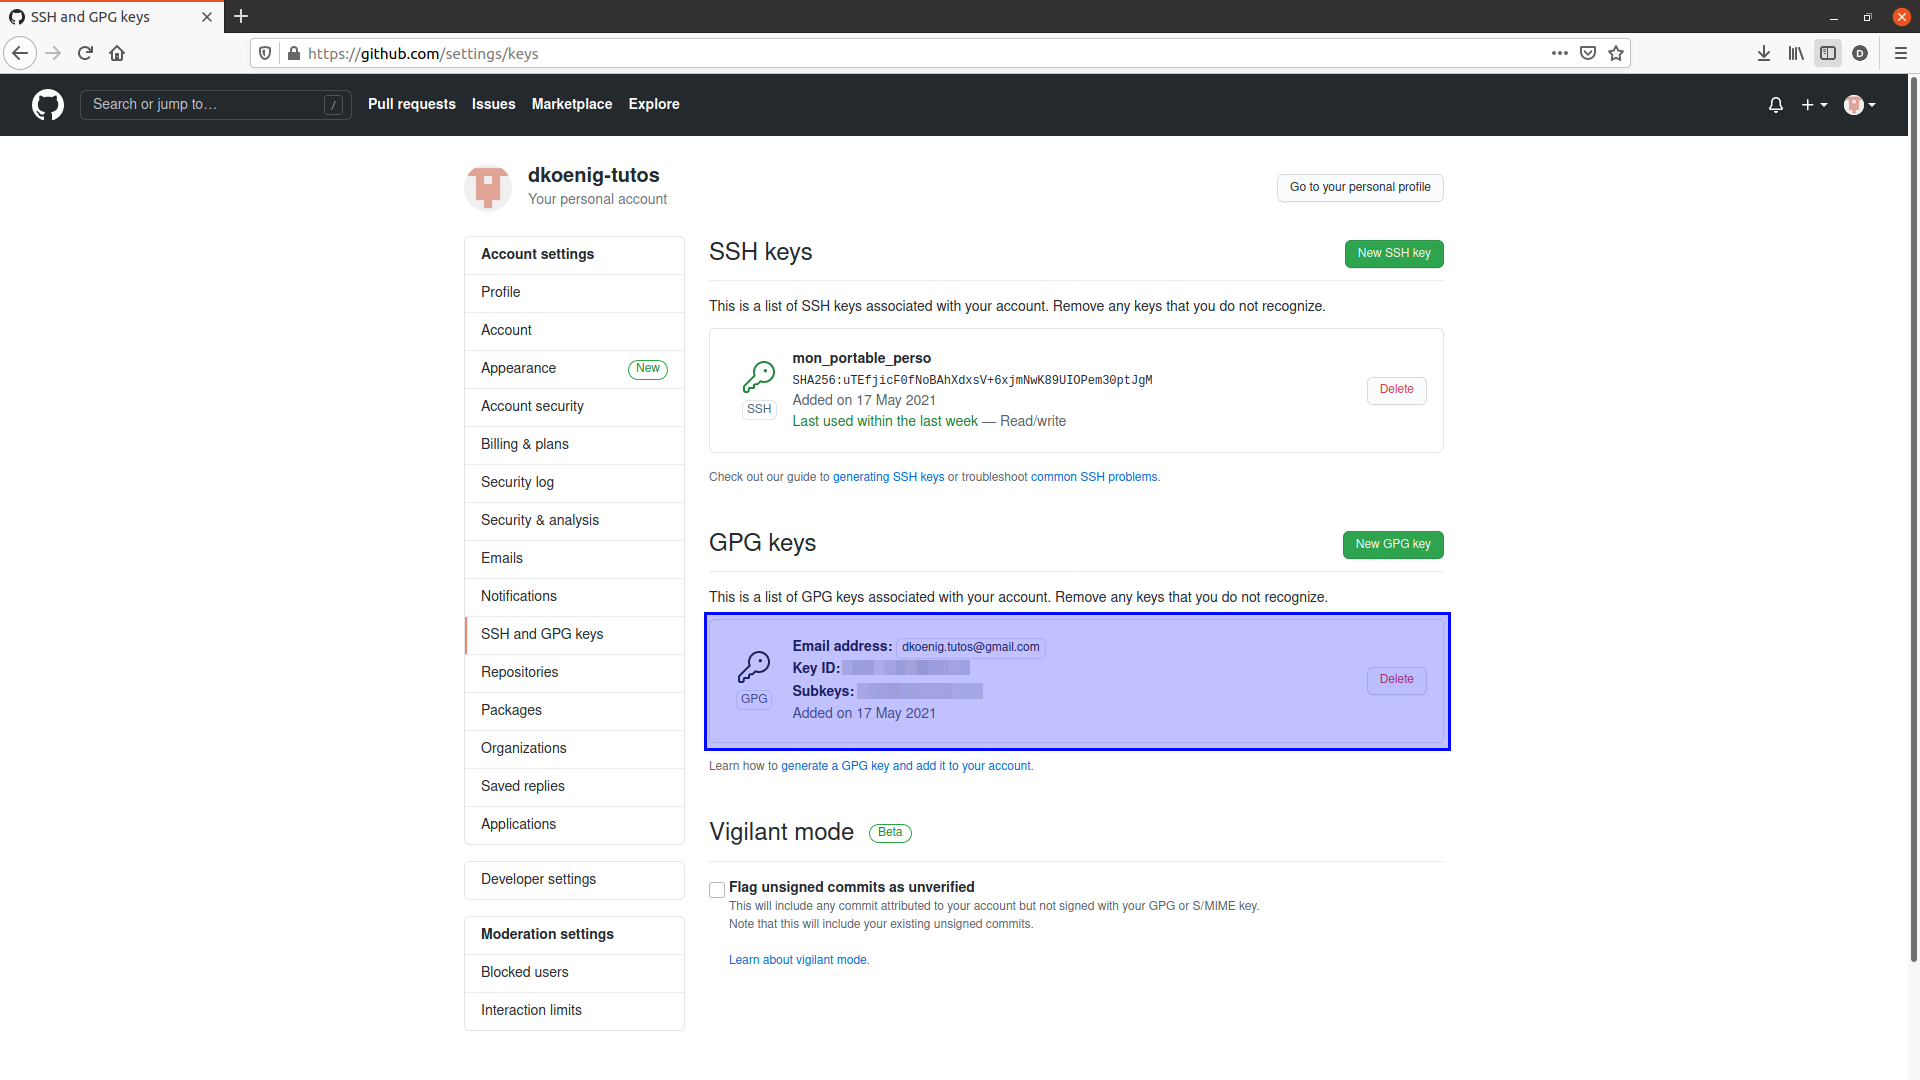 SSH and GPG keys
https://github.com/settings/keys
D
Search or jump to…
/
Pull requests
Issues
Marketplace
Explore
dkoenig-tutos
Your personal account
Go to your personal profile
Account settings
Profile
Account
Appearance
New
Account security
Billing & plans
Security log
Security & analysis
Emails
Notifications
SSH and GPG keys
Repositories
Packages
Organizations
Saved replies
Applications
Developer settings
Moderation settings
Blocked users
Interaction limits
SSH keys
New SSH key
This is a list of SSH keys associated with your account. Remove any keys that you do not recognize.
mon_portable_perso
SHA256:uTEfjicF0fNoBAhXdxsV+6xjmNwK89UIOPem30ptJgM
SSH
Added on 17 May 2021
Last used within the last week — Read/write
Delete
Check out our guide to generating SSH keys or troubleshoot common SSH problems.
GPG keys
New GPG key
This is a list of GPG keys associated with your account. Remove any keys that you do not recognize.
Email address: dkoenig.tutos@gmail.com
Key ID:
Subkeys:
GPG
Added on 17 May 2021
Delete
Learn how to generate a GPG key and add it to your account.
Vigilant mode
Beta
Flag unsigned commits as unverified
This will include any commit attributed to your account but not signed with your GPG or S/MIME key.
Note that this will include your existing unsigned commits.
Learn about vigilant mode.